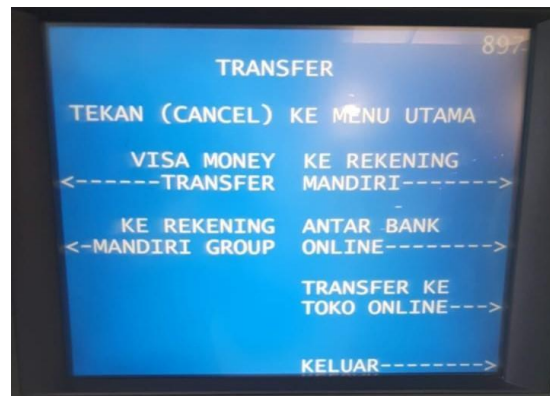 897
TRANSFER
TEKAN (CANCEL) KE MENU UTAMA
VISA MONEY
<------TRANSFER
KE REKENING
MANDIRI------->
KE REKENING
<-MANDIRI GROUP
ANTAR BANK
ONLINE-------->
TRANSFER KE
TOKO ONLINE--->
KELUAR-------->